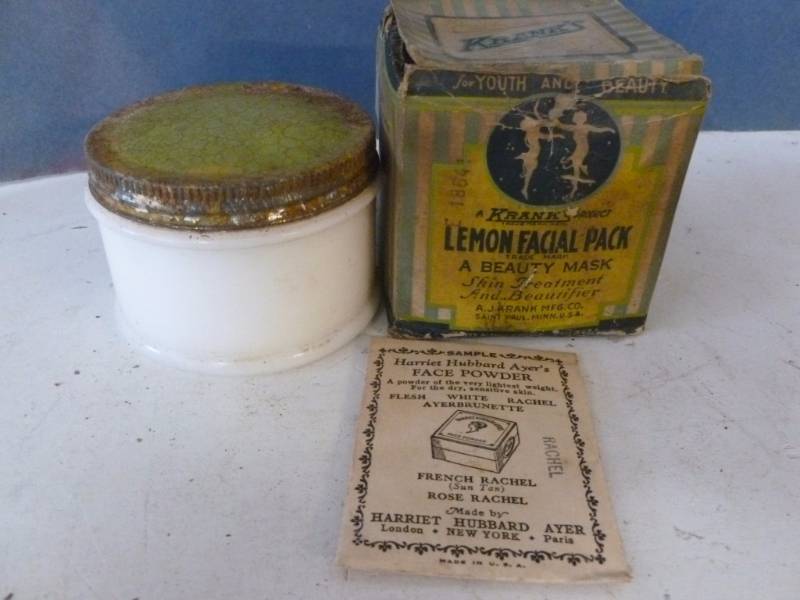 KRANK'S
for YOUTH AND BEAUTY
A KRANK'S PRODUCT
LEMON FACIAL PACK
TRADE MARK
A BEAUTY MASK
Skin Treatment
And Beautifier
A.J. KRANK MFG. CO.
SAINT PAUL, MINN. U.S.A.
SAMPLE
Harriet Hubbard Ayer's
FACE POWDER
A powder of the very lightest weight.
For the dry, sensitive skin.
FLESH WHITE RACHEL
AYERBRUNETTE
FACE POWDER
RACHEL
FRENCH RACHEL
(Sun Tan)
ROSE RACHEL
Made by
HARRIET HUBBARD AYER
London • NEW YORK • Paris
MADE IN U.S.A.